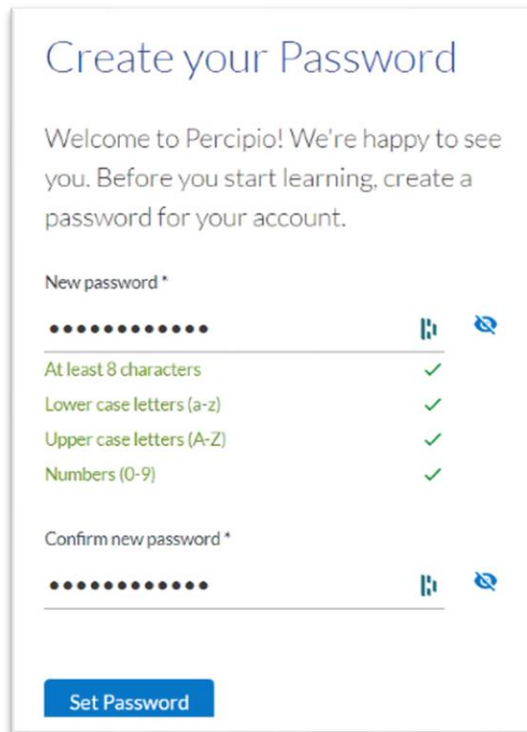 Create your Password
Welcome to Percipio! We're happy to see
you. Before you start learning, create a
password for your account.
New password *
••••••••••••
At least 8 characters
Lower case letters (a-z)
Upper case letters (A-Z)
Numbers (0-9)
Confirm new password *
••••••••••••
Set Password